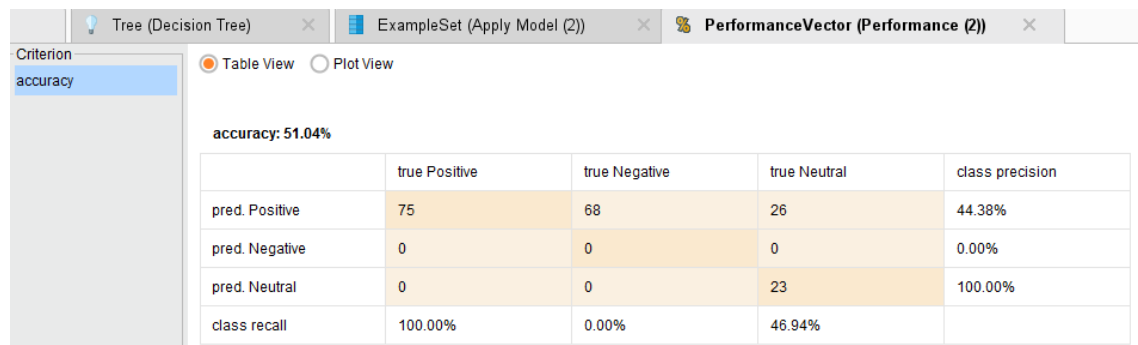 Tree (Decision Tree) ExampleSet (Apply Model (2)) % PerformanceVector (Performance (2))
Criterion
accuracy
Table View Plot View
accuracy: 51.04%
true Positive true Negative true Neutral class precision
pred. Positive 75 68 26 44.38%
pred. Negative 0 0 0 0.00%
pred. Neutral 0 0 23 100.00%
class recall 100.00% 0.00% 46.94%